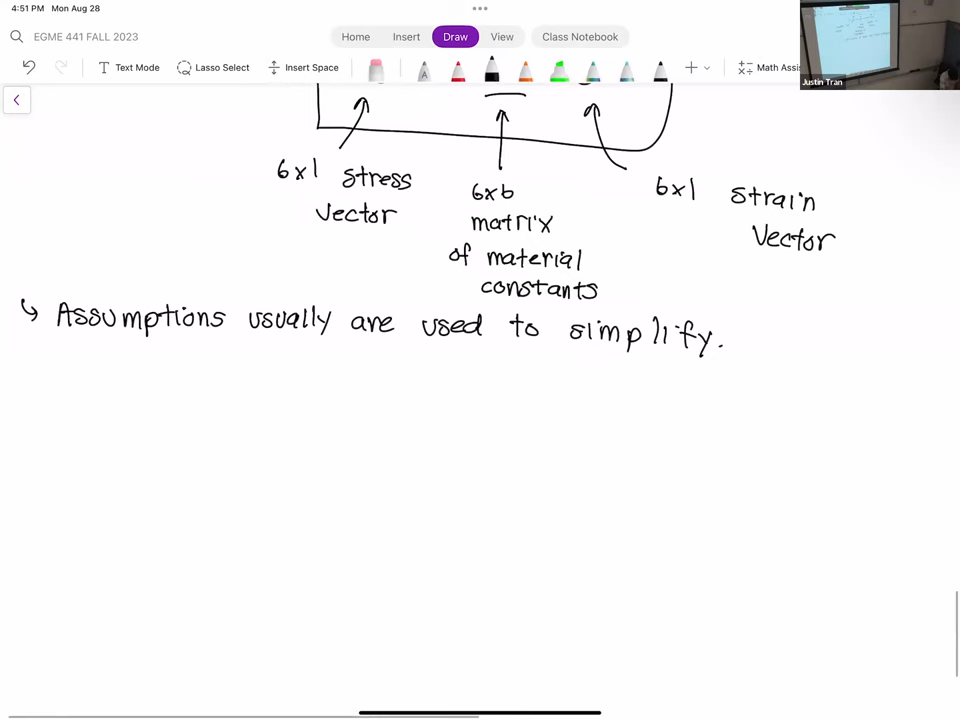 4:51 PM Mon Aug 28
EGME 441 FALL 2023
Home Insert Draw View Class Notebook
Text Mode Lasso Select Insert Space Math Assis
Justin Tran
6x1 stress vector
6x6 matrix of material constants
6x1 strain vector
↳ Assumptions usually are used to simplify.